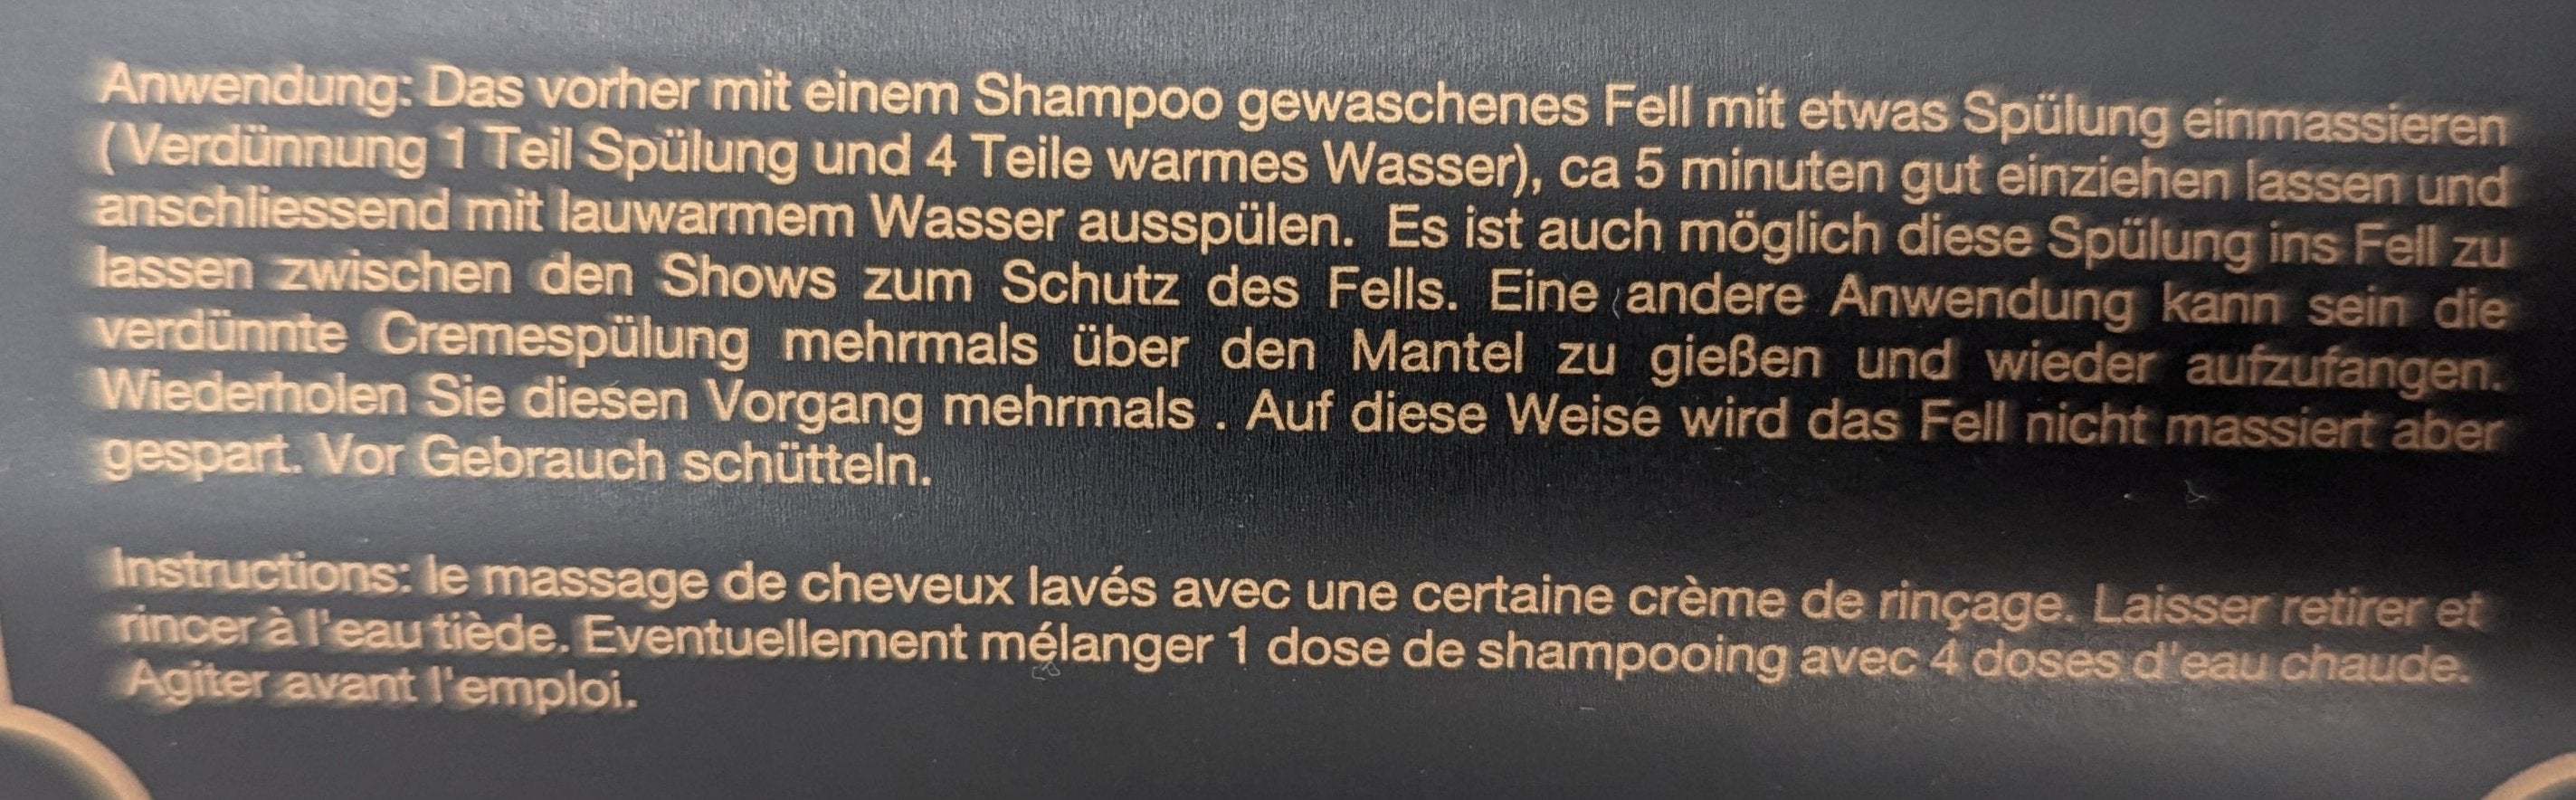 Anwendung: Das vorher mit einem Shampoo gewaschenes Fell mit etwas Spülung einmassieren
(Verdünnung 1 Teil Spülung und 4 Teile warmes Wasser), ca 5 minuten gut einziehen lassen und
anschliessend mit lauwarmem Wasser ausspülen. Es ist auch möglich diese Spülung ins Fell zu
lassen zwischen den Shows zum Schutz des Fells. Eine andere Anwendung kann sein die
verdünnte Cremespülung mehrmals über den Mantel zu gießen und wieder aufzufangen.
Wiederholen Sie diesen Vorgang mehrmals . Auf diese Weise wird das Fell nicht massiert aber
gespart. Vor Gebrauch schütteln.
Instructions: le massage de cheveux lavés avec une certaine crème de rinçage. Laisser retirer et
rincer à l'eau tiède. Eventuellement mélanger 1 dose de shampooing avec 4 doses d'eau chaude.
Agiter avant l'emploi.